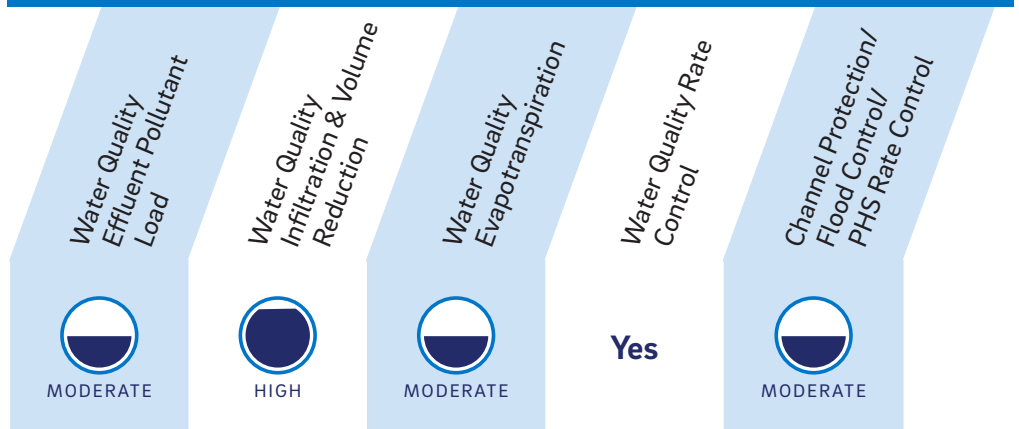 Water Quality
Effluent Pollutant
Load
Water Quality
Infiltration & Volume
Reduction
Water Quality
Evapotranspiration
Water Quality Rate
Control
Channel Protection/
Flood Control/
PHS Rate Control
MODERATE
HIGH
MODERATE
Yes
MODERATE